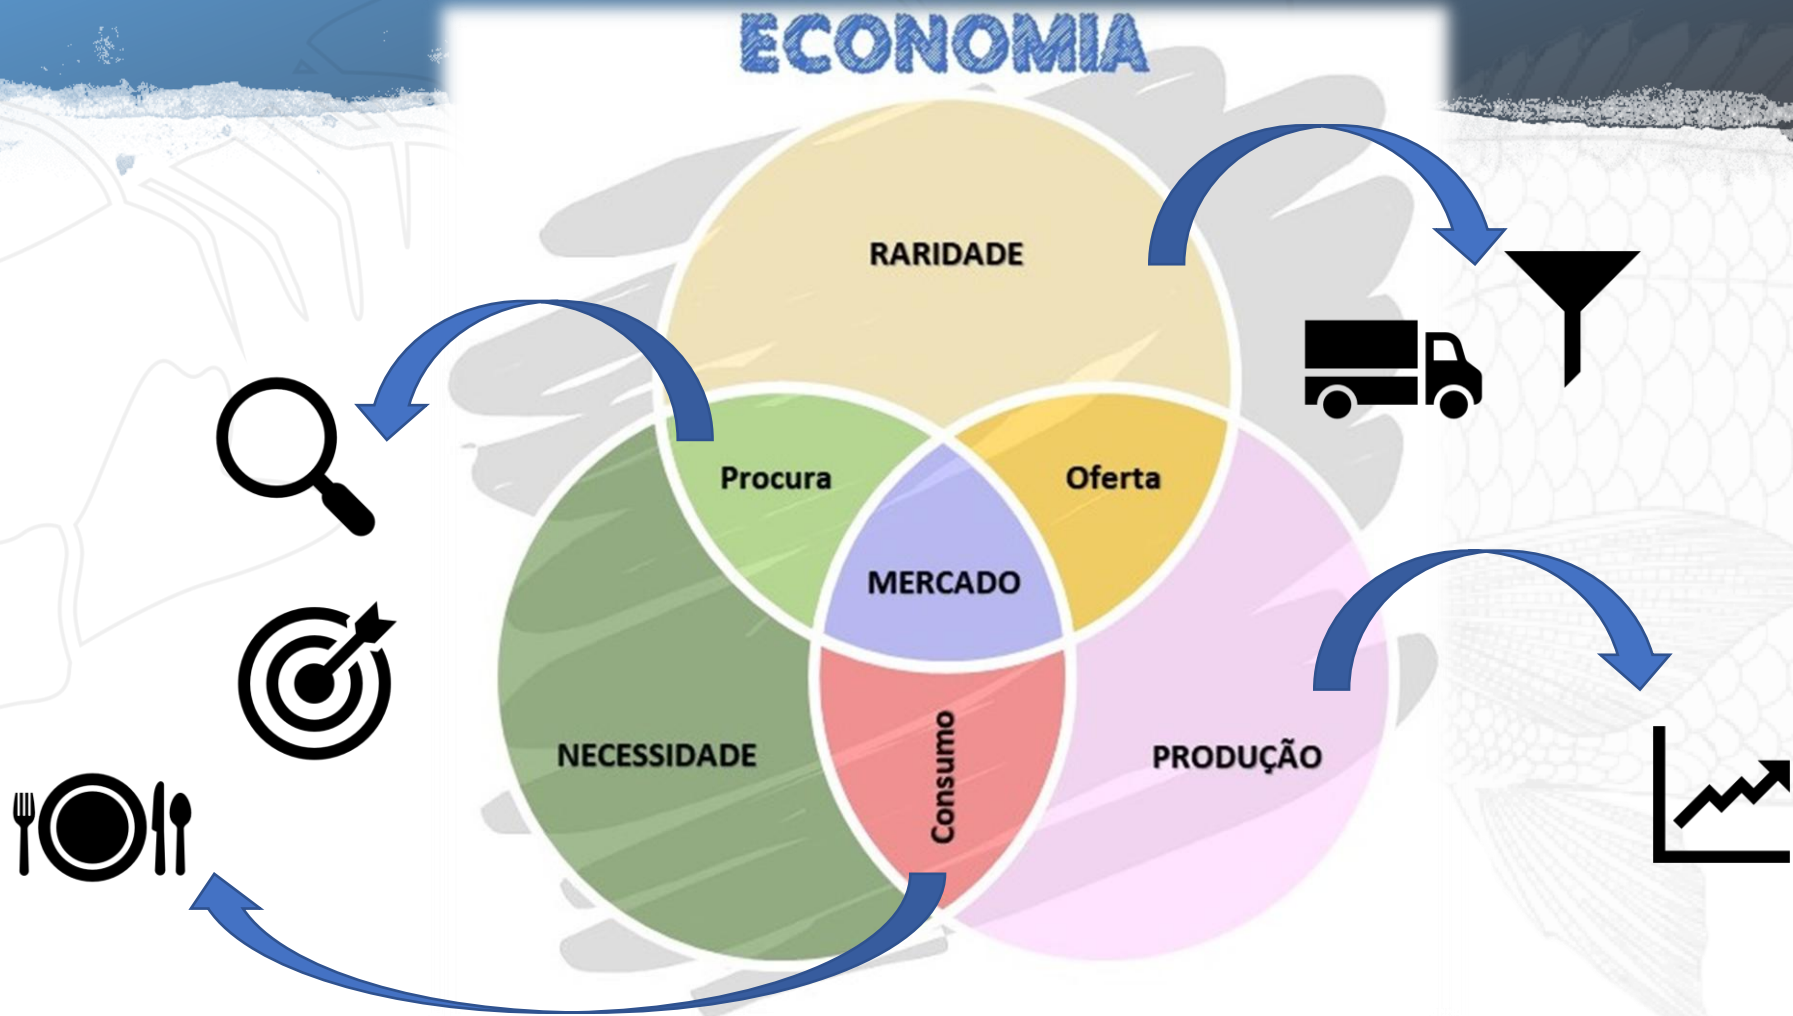 ECONOMIA
RARIDADE
Procura
Oferta
MERCADO
NECESSIDADE
Consumo
PRODUÇÃO